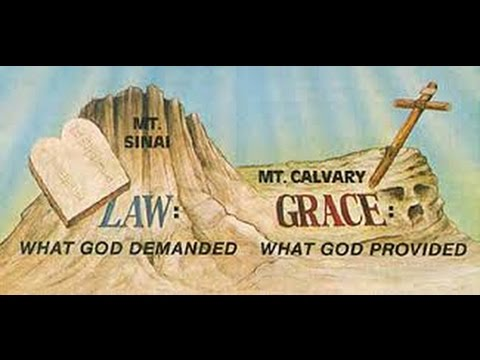 MT.
SINAI
MT. CALVARY
LAW:
GRACE:
WHAT GOD DEMANDED
WHAT GOD PROVIDED